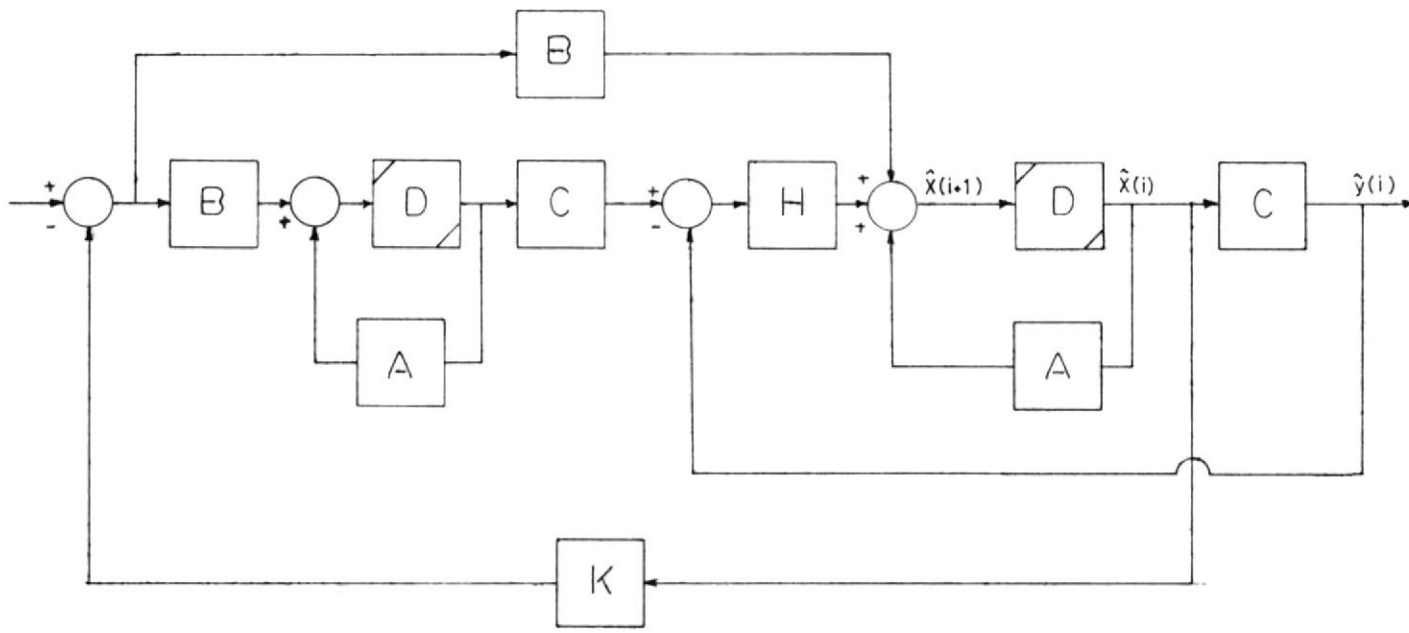 B
+
-
B
+
+
D
C
+
-
H
+
+
x̂(i+1)
D
x̂(i)
C
ŷ(i)
A
A
K